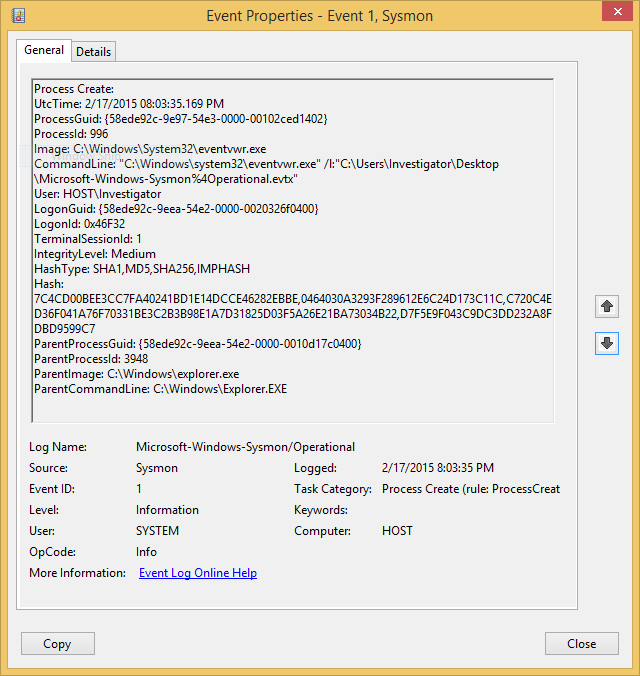 Event Properties - Event 1, Sysmon
General Details
Process Create:
UtcTime: 2/17/2015 08:03:35.169 PM
ProcessGuid: {58ede92c-9e97-54e3-0000-00102ced1402}
ProcessId: 996
Image: C:\Windows\System32\eventvwr.exe
CommandLine: "C:\Windows\system32\eventvwr.exe" /l:"C:\Users\Investigator\Desktop
\Microsoft-Windows-Sysmon%4Operational.evtx"
User: HOST\Investigator
LogonGuid: {58ede92c-9eea-54e2-0000-0020326f0400}
LogonId: 0x46F32
TerminalSessionId: 1
IntegrityLevel: Medium
HashType: SHA1,MD5,SHA256,IMPHASH
Hash:
7C4CD00BEE3CC7FA40241BD1E14DCCE46282EBBE,0464030A3293F289612E6C24D173C11C,C720C4E
D36F041A76F70331BE3C2B3B98E1A7D31825D03F5A26E21BA73034B22,D7F5E9F043C9DC3DD232A8F
DBD9599C7
ParentProcessGuid: {58ede92c-9eea-54e2-0000-0010d17c0400}
ParentProcessId: 3948
ParentImage: C:\Windows\explorer.exe
ParentCommandLine: C:\Windows\Explorer.EXE
Log Name: Microsoft-Windows-Sysmon/Operational
Source: Sysmon Logged: 2/17/2015 8:03:35 PM
Event ID: 1 Task Category: Process Create (rule: ProcessCreat
Level: Information Keywords:
User: SYSTEM Computer: HOST
OpCode: Info
More Information: Event Log Online Help
Copy Close